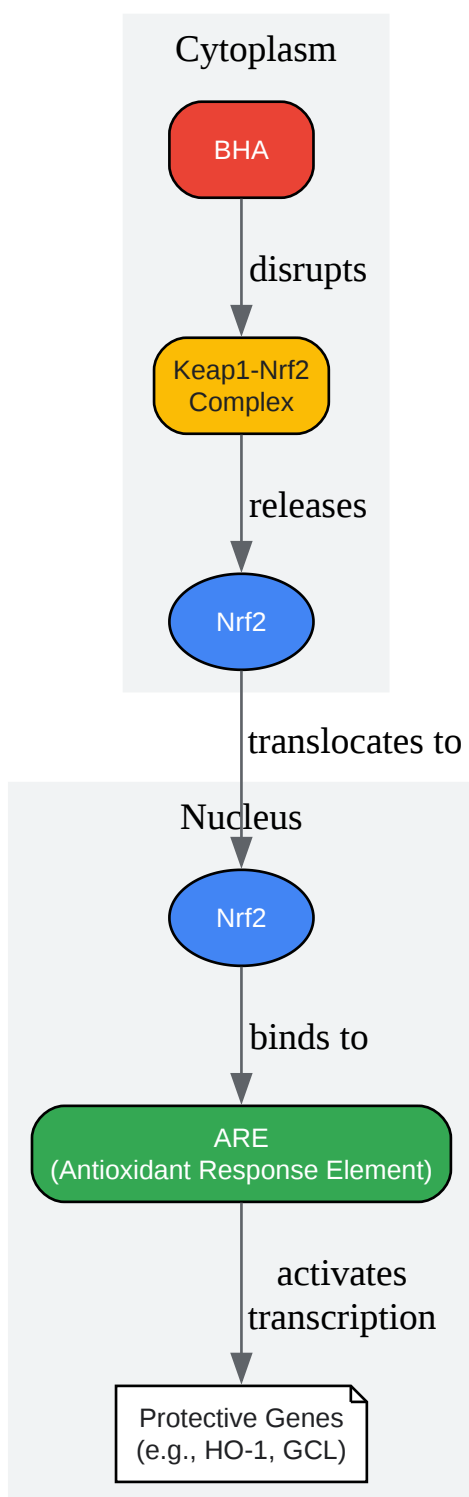 Cytoplasm
BHA
disrupts
Keap1-Nrf2
Complex
releases
Nrf2
translocates to
Nucleus
Nrf2
binds to
ARE
(Antioxidant Response Element)
activates
transcription
Protective Genes
(e.g., HO-1, GCL)